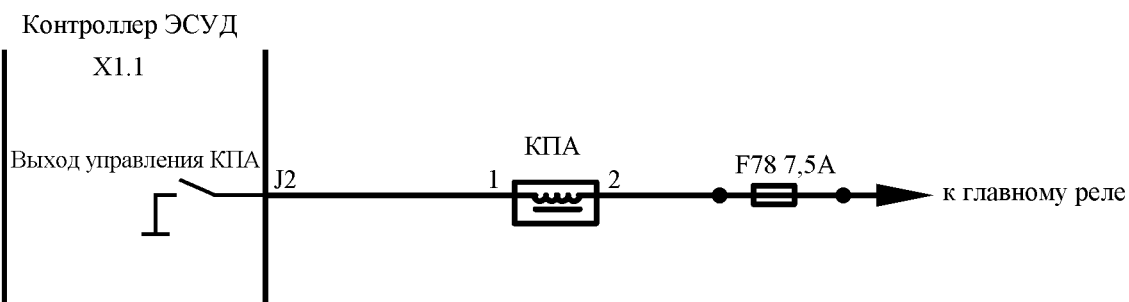 Контроллер ЭСУД
X1.1
Выход управления КПА
J2
1
КПА
2
F78 7,5А
к главному реле